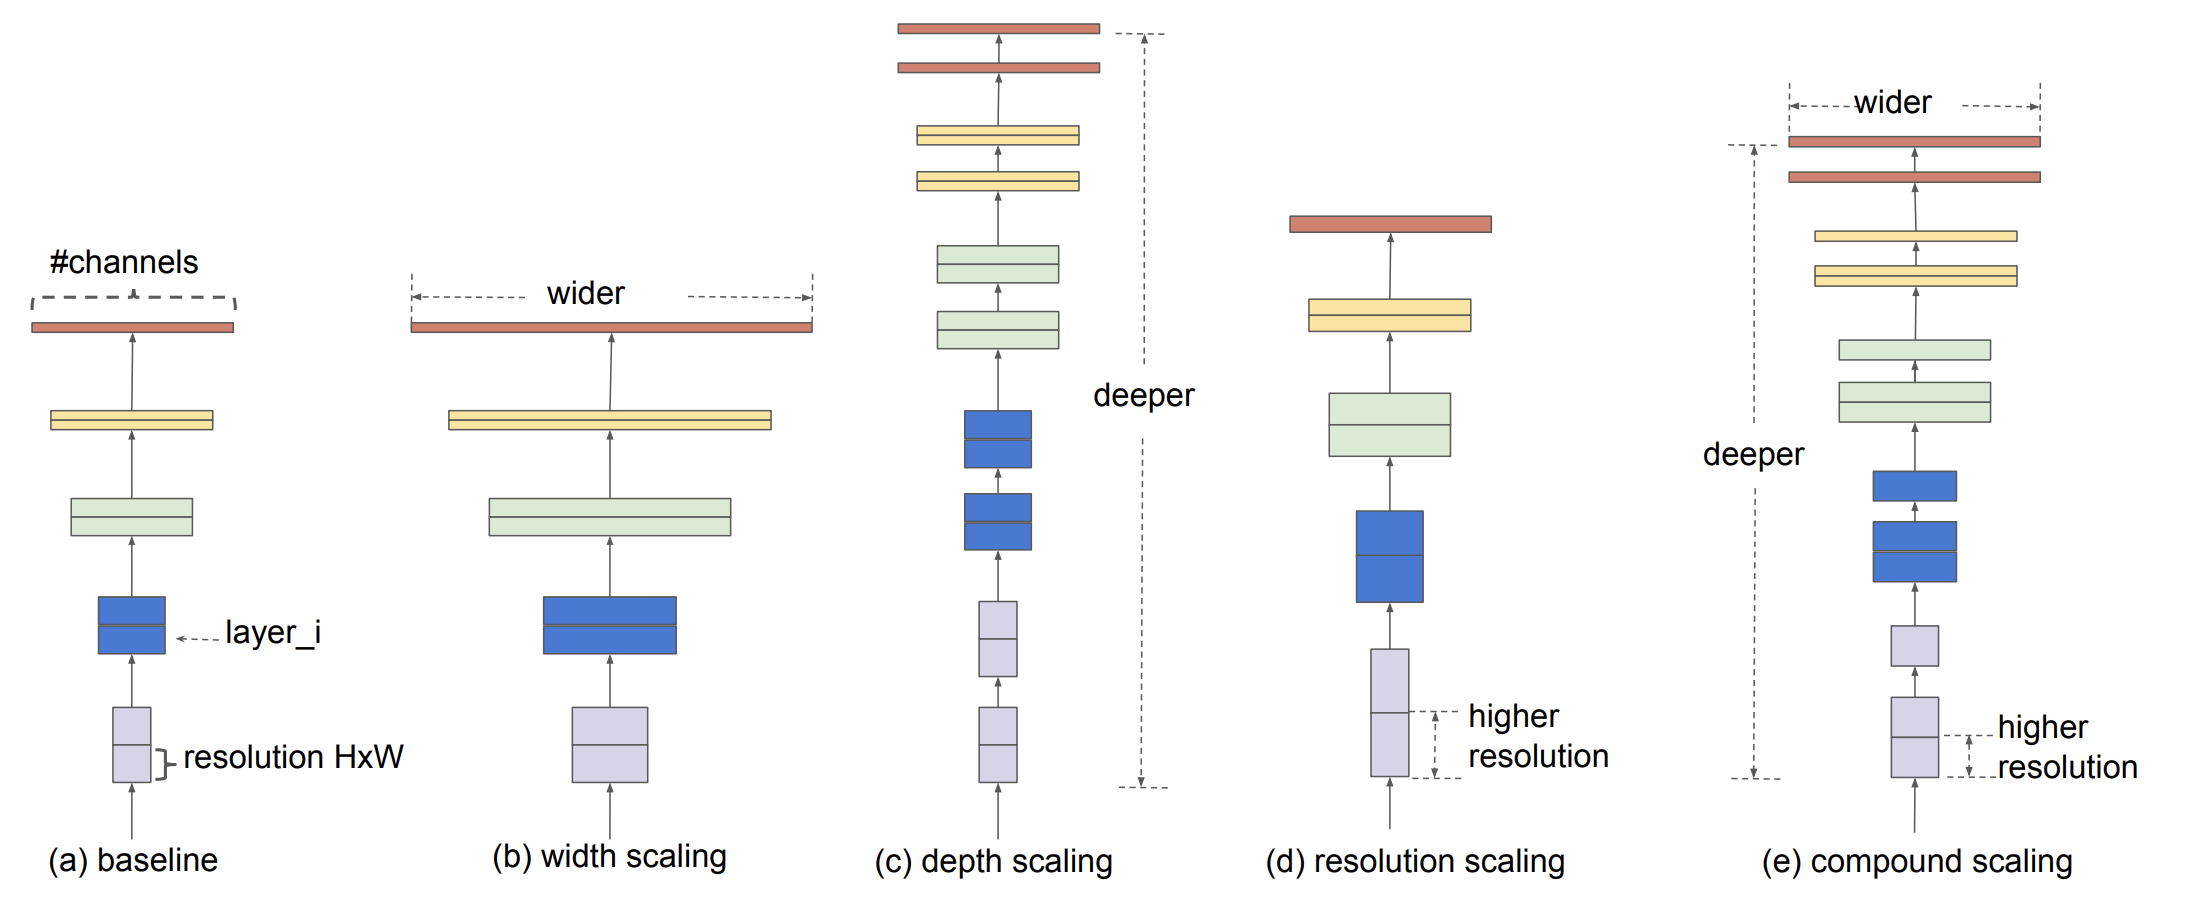 #channels
layer_i
resolution HxW
(a) baseline
wider
(b) width scaling
deeper
(c) depth scaling
higher
resolution
(d) resolution scaling
wider
deeper
higher
resolution
(e) compound scaling